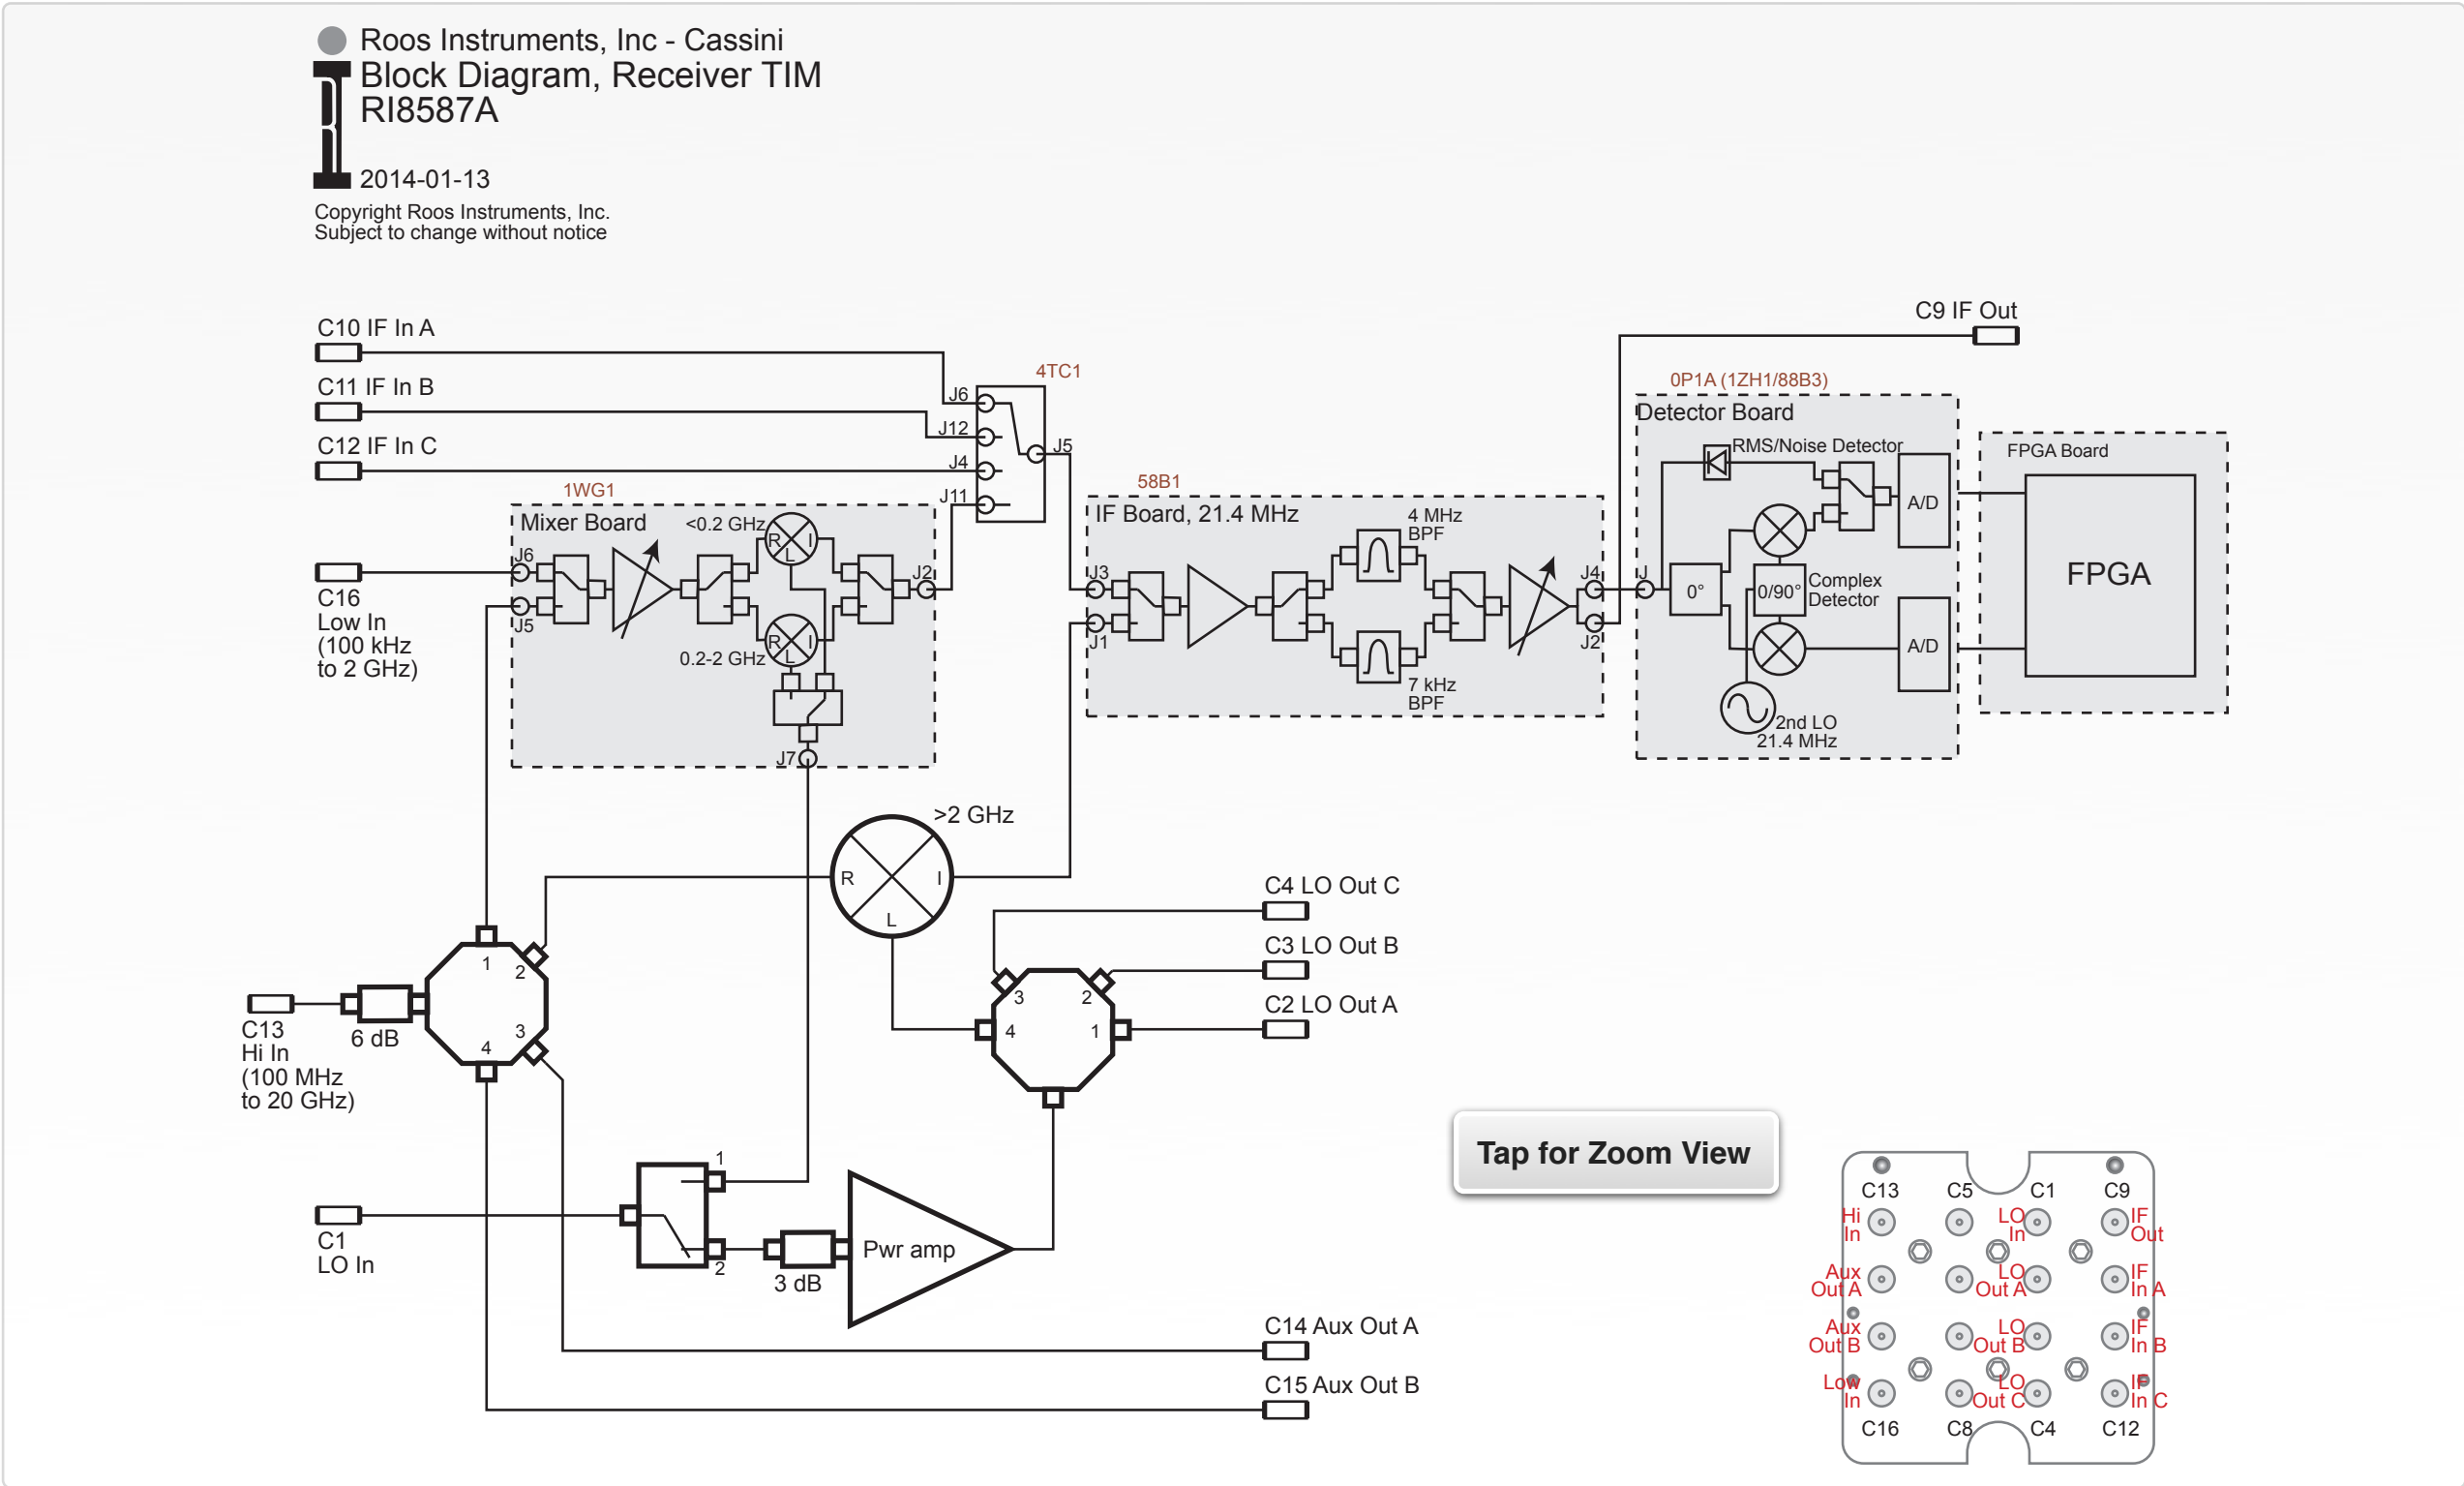 Roos Instruments, Inc - Cassini
Block Diagram, Receiver TIM
RI8587A
2014-01-13
Copyright Roos Instruments, Inc.
Subject to change without notice
C10 IF In A
C11 IF In B
C12 IF In C
C16
Low In
(100 kHz
to 2 GHz)
4TC1
J6
J12
J4
J11
J5
1WG1
Mixer Board
<0.2 GHz
0.2-2 GHz
J6
J5
R
I
L
R
I
L
J2
J7
58B1
IF Board, 21.4 MHz
4 MHz
BPF
7 kHz
BPF
J3
J1
J4
J2
C9 IF Out
0P1A (1ZH1/88B3)
Detector Board
RMS/Noise Detector
J
0°
0/90°
Complex
Detector
A/D
A/D
2nd LO
21.4 MHz
FPGA Board
FPGA
>2 GHz
R
I
L
C4 LO Out C
C3 LO Out B
C2 LO Out A
3
2
4
1
1
2
3
4
C13
Hi In
(100 MHz
to 20 GHz)
6 dB
C1
LO In
1
2
3 dB
Pwr amp
C14 Aux Out A
C15 Aux Out B
Tap for Zoom View
C13
C5
C1
C9
Hi
In
LO
In
IF
Out
Aux
Out A
LO
Out A
IF
In A
Aux
Out B
LO
Out B
IF
In B
Low
In
LO
Out C
IF
In C
C16
C8
C4
C12